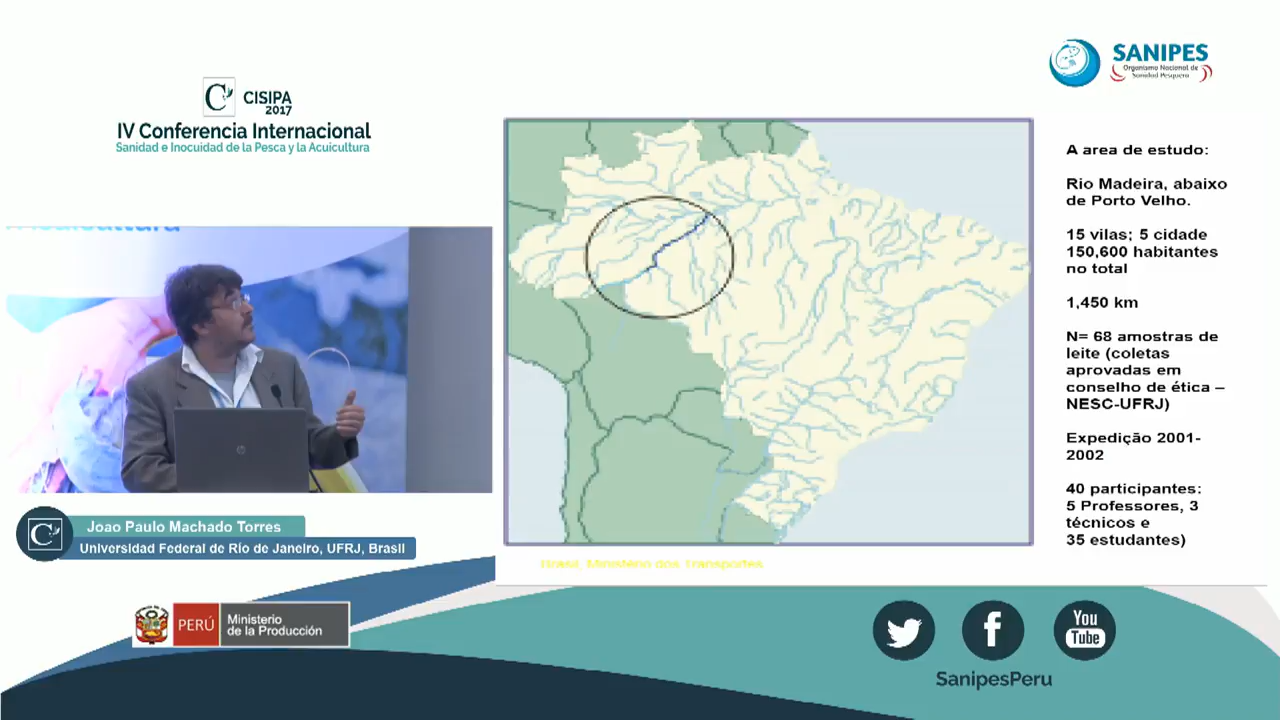 CISIPA
2017
IV Conferencia Internacional
Sanidad e Inocuidad de la Pesca y la Acuicultura
SANIPES
Organismo Nacional de
Sanidad Pesquera
A area de estudo:
Rio Madeira, abaixo
de Porto Velho.
15 vilas; 5 cidade
150,600 habitantes
no total
1,450 km
N= 68 amostras de
leite (coletas
aprovadas em
conselho de ética –
NESC-UFRJ)
Expedição 2001-
2002
40 participantes:
5 Professores, 3
técnicos e
35 estudantes)
Brasil, Ministério dos Transportes
hp
Joao Paulo Machado Torres
Universidad Federal de Río de Janeiro, UFRJ, Brasil
PERÚ
Ministerio
de la Producción
You
Tube
SanipesPeru